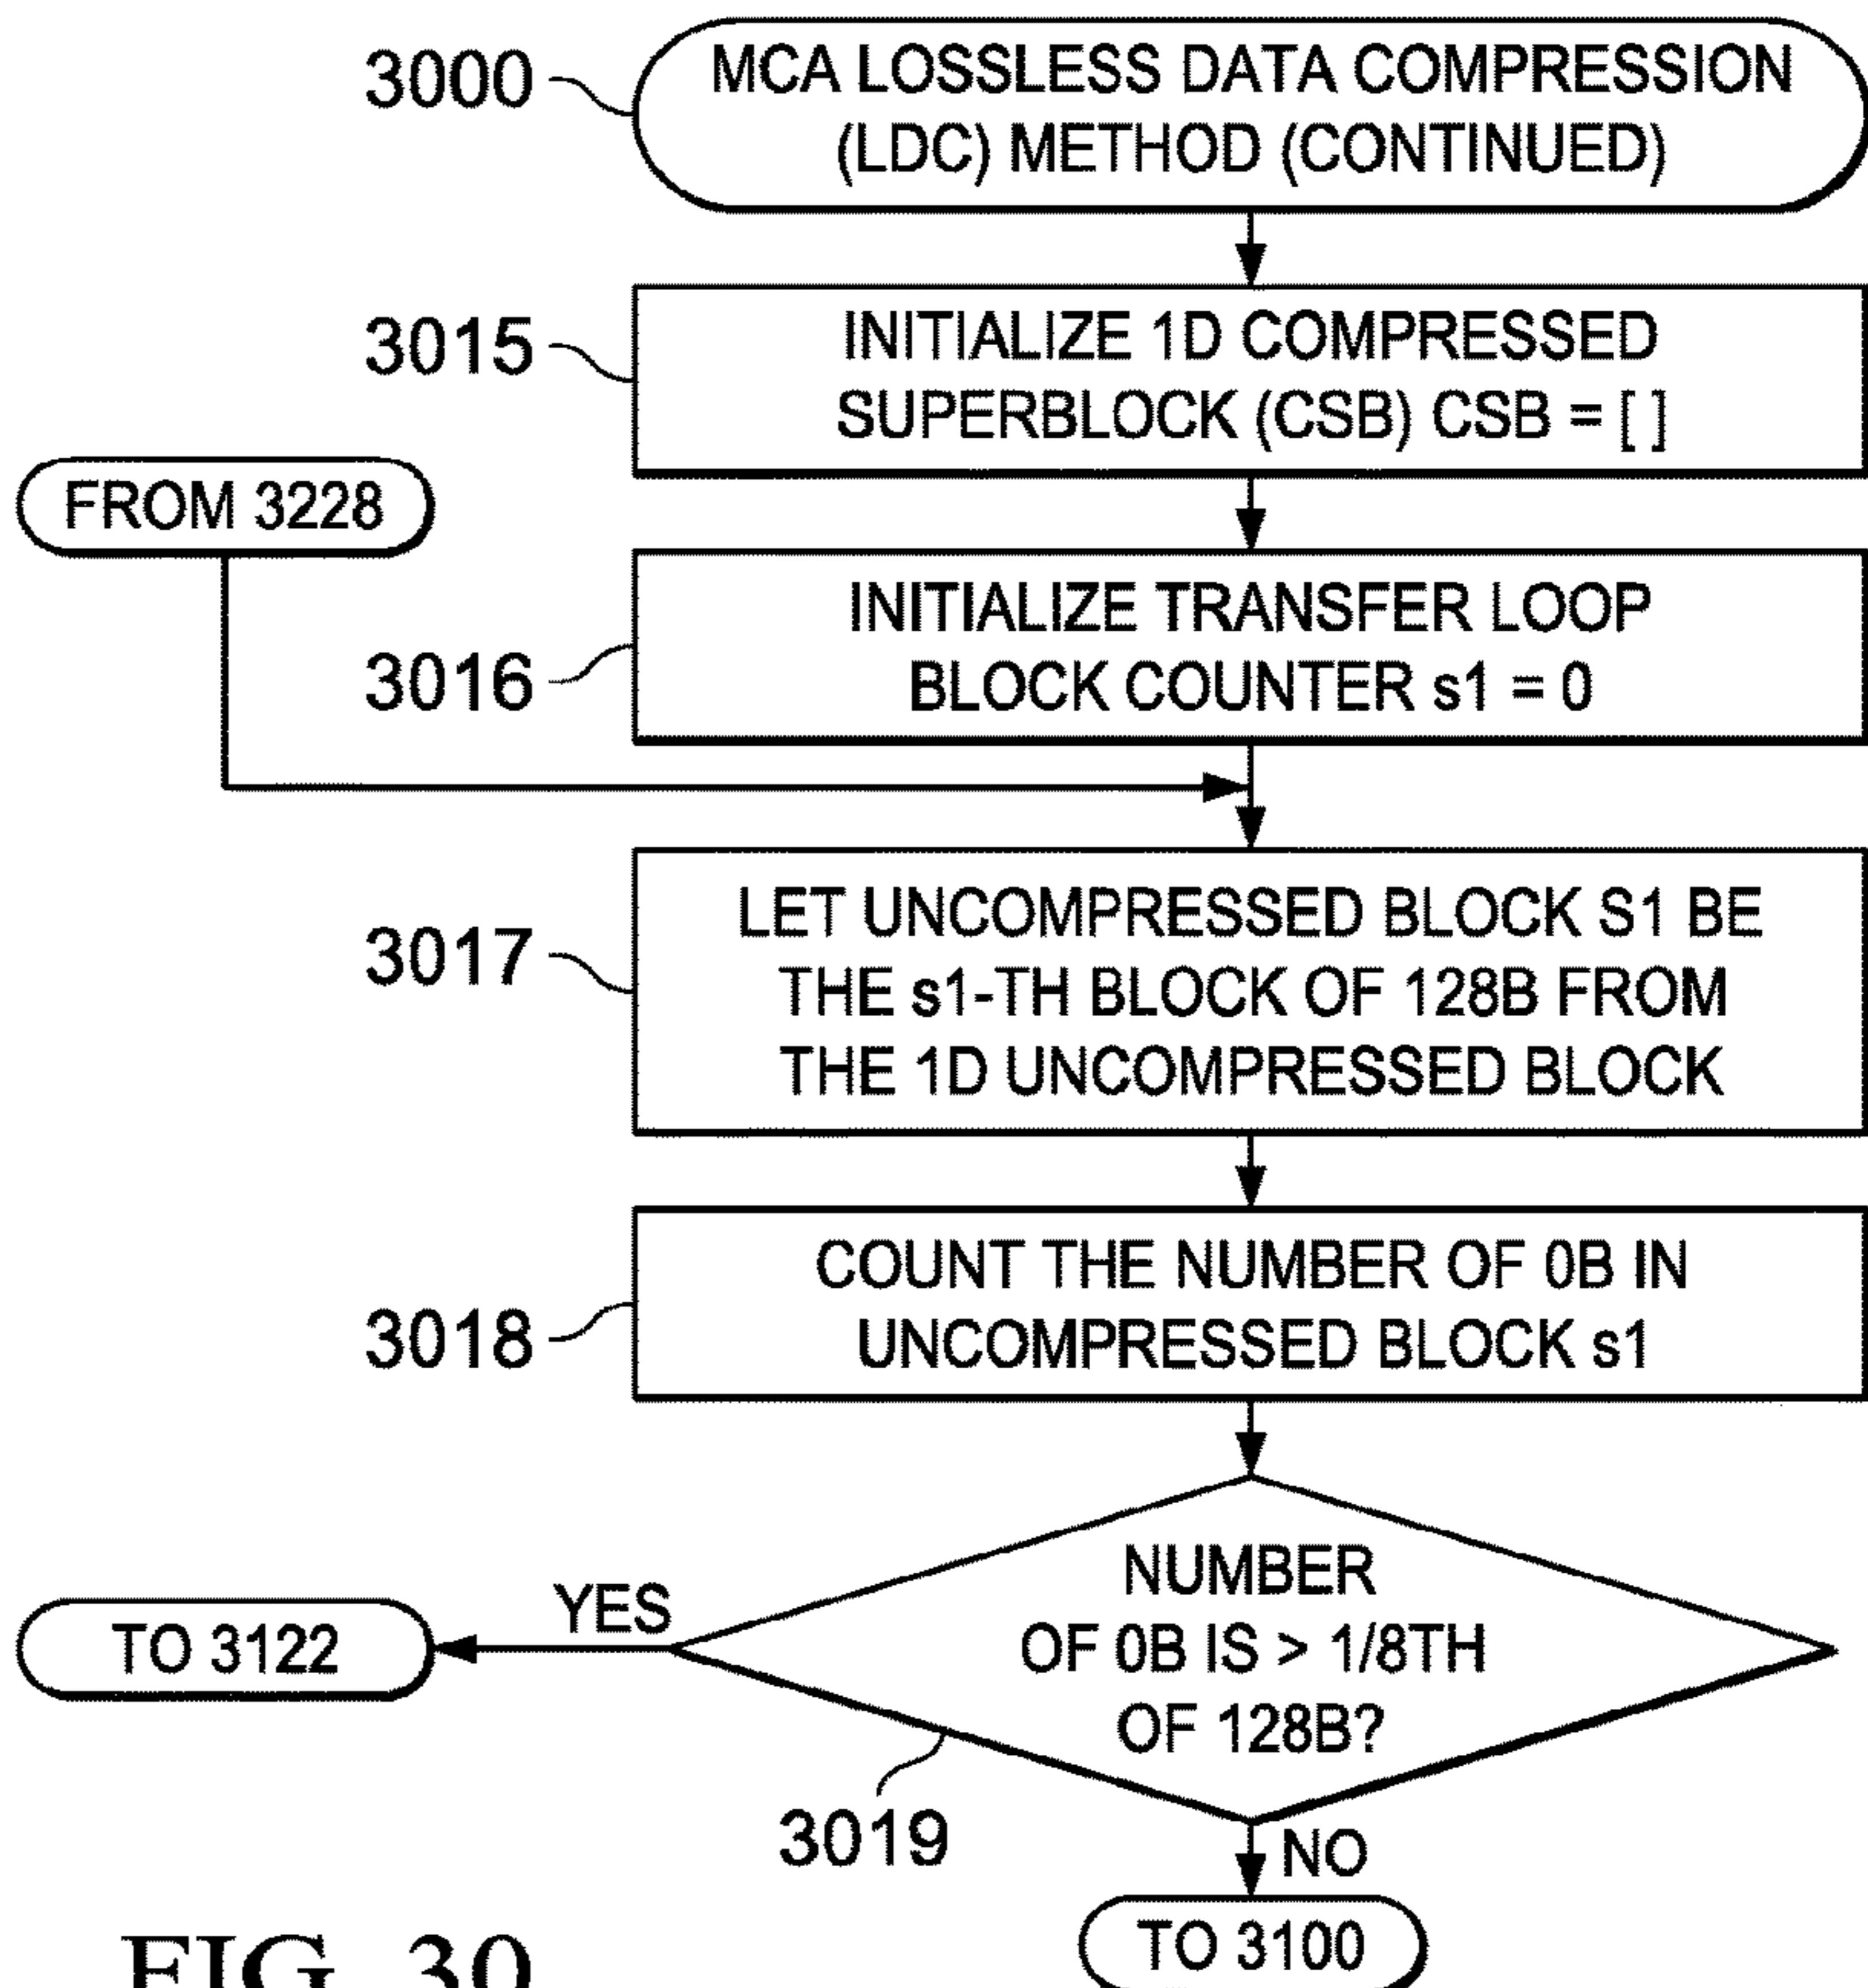 3000
MCA LOSSLESS DATA COMPRESSION
(LDC) METHOD (CONTINUED)
3015
INITIALIZE 1D COMPRESSED
SUPERBLOCK (CSB) CSB = [ ]
FROM 3228
3016
INITIALIZE TRANSFER LOOP
BLOCK COUNTER s1 = 0
3017
LET UNCOMPRESSED BLOCK S1 BE
THE s1-TH BLOCK OF 128B FROM
THE 1D UNCOMPRESSED BLOCK
3018
COUNT THE NUMBER OF 0B IN
UNCOMPRESSED BLOCK s1
NUMBER
OF 0B IS > 1/8TH
OF 128B?
YES
TO 3122
3019
NO
TO 3100
FIG. 30